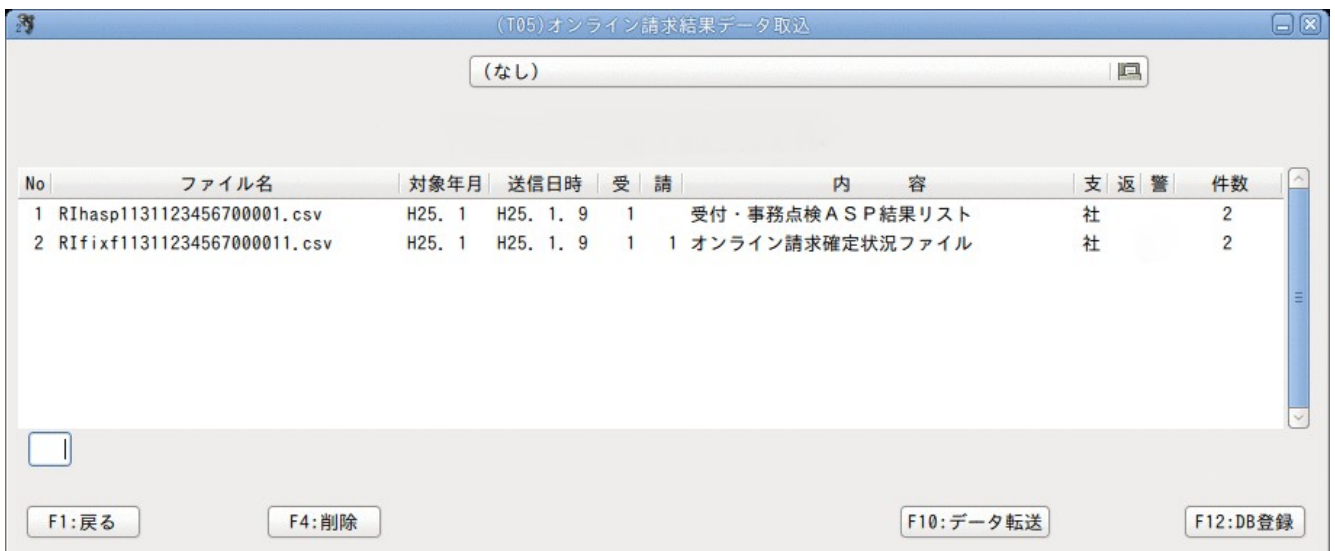 (T05)オンライン請求結果データ取込
(なし)
No ファイル名 対象年月 送信日時 受 請 内 容 支 返 警 件数
1 RIhasp1131123456700001.csv H25. 1 H25. 1. 9 1 受付・事務点検ASP結果リスト 社 2
2 RIfixf11311234567000011.csv H25. 1 H25. 1. 9 1 1 オンライン請求確定状況ファイル 社 2
F1:戻る F4:削除 F10:データ転送 F12:DB登録